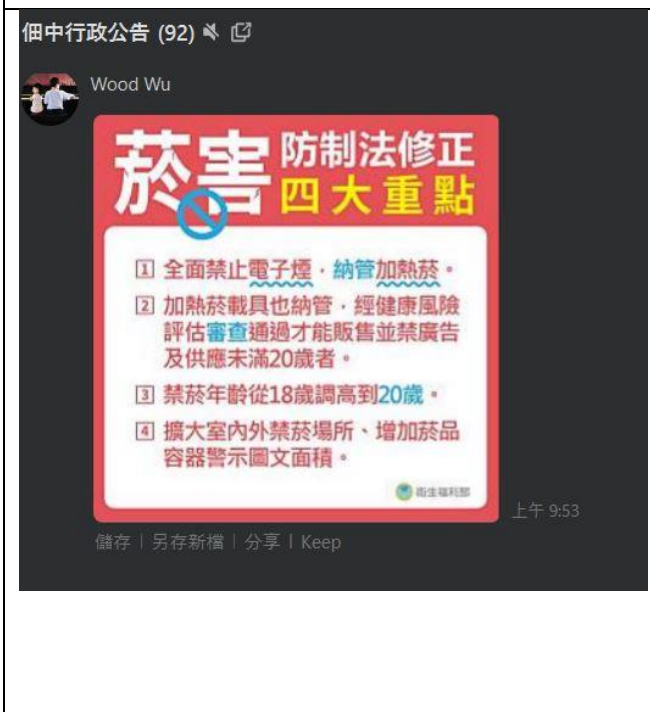 佃中行政公告 (92)
Wood Wu
菸害 防制法修正
四大重點
1 全面禁止電子煙，納管加熱菸。
2 加熱菸載具也納管，經健康風險
評估審查通過才能販售並禁廣告
及供應未滿20歲者。
3 禁菸年齡從18歲調高到20歲。
4 擴大室內外禁菸場所、增加菸品
容器警示圖文面積。
衛生福利部
上午 9:53
儲存｜另存新檔｜分享｜Keep